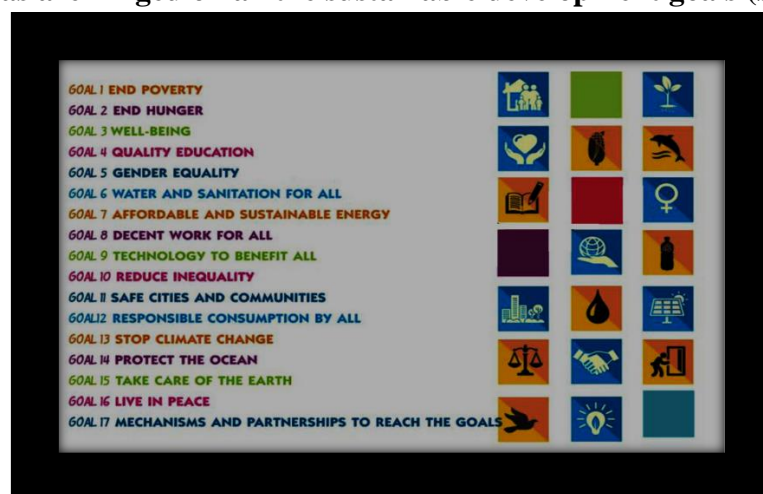 sustainable development goals
GOAL 1 END POVERTY
GOAL 2 END HUNGER
GOAL 3 WELL-BEING
GOAL 4 QUALITY EDUCATION
GOAL 5 GENDER EQUALITY
GOAL 6 WATER AND SANITATION FOR ALL
GOAL 7 AFFORDABLE AND SUSTAINABLE ENERGY
GOAL 8 DECENT WORK FOR ALL
GOAL 9 TECHNOLOGY TO BENEFIT ALL
GOAL 10 REDUCE INEQUALITY
GOAL 11 SAFE CITIES AND COMMUNITIES
GOAL12 RESPONSIBLE CONSUMPTION BY ALL
GOAL 13 STOP CLIMATE CHANGE
GOAL 14 PROTECT THE OCEAN
GOAL 15 TAKE CARE OF THE EARTH
GOAL 16 LIVE IN PEACE
GOAL 17 MECHANISMS AND PARTNERSHIPS TO REACH THE GOALS